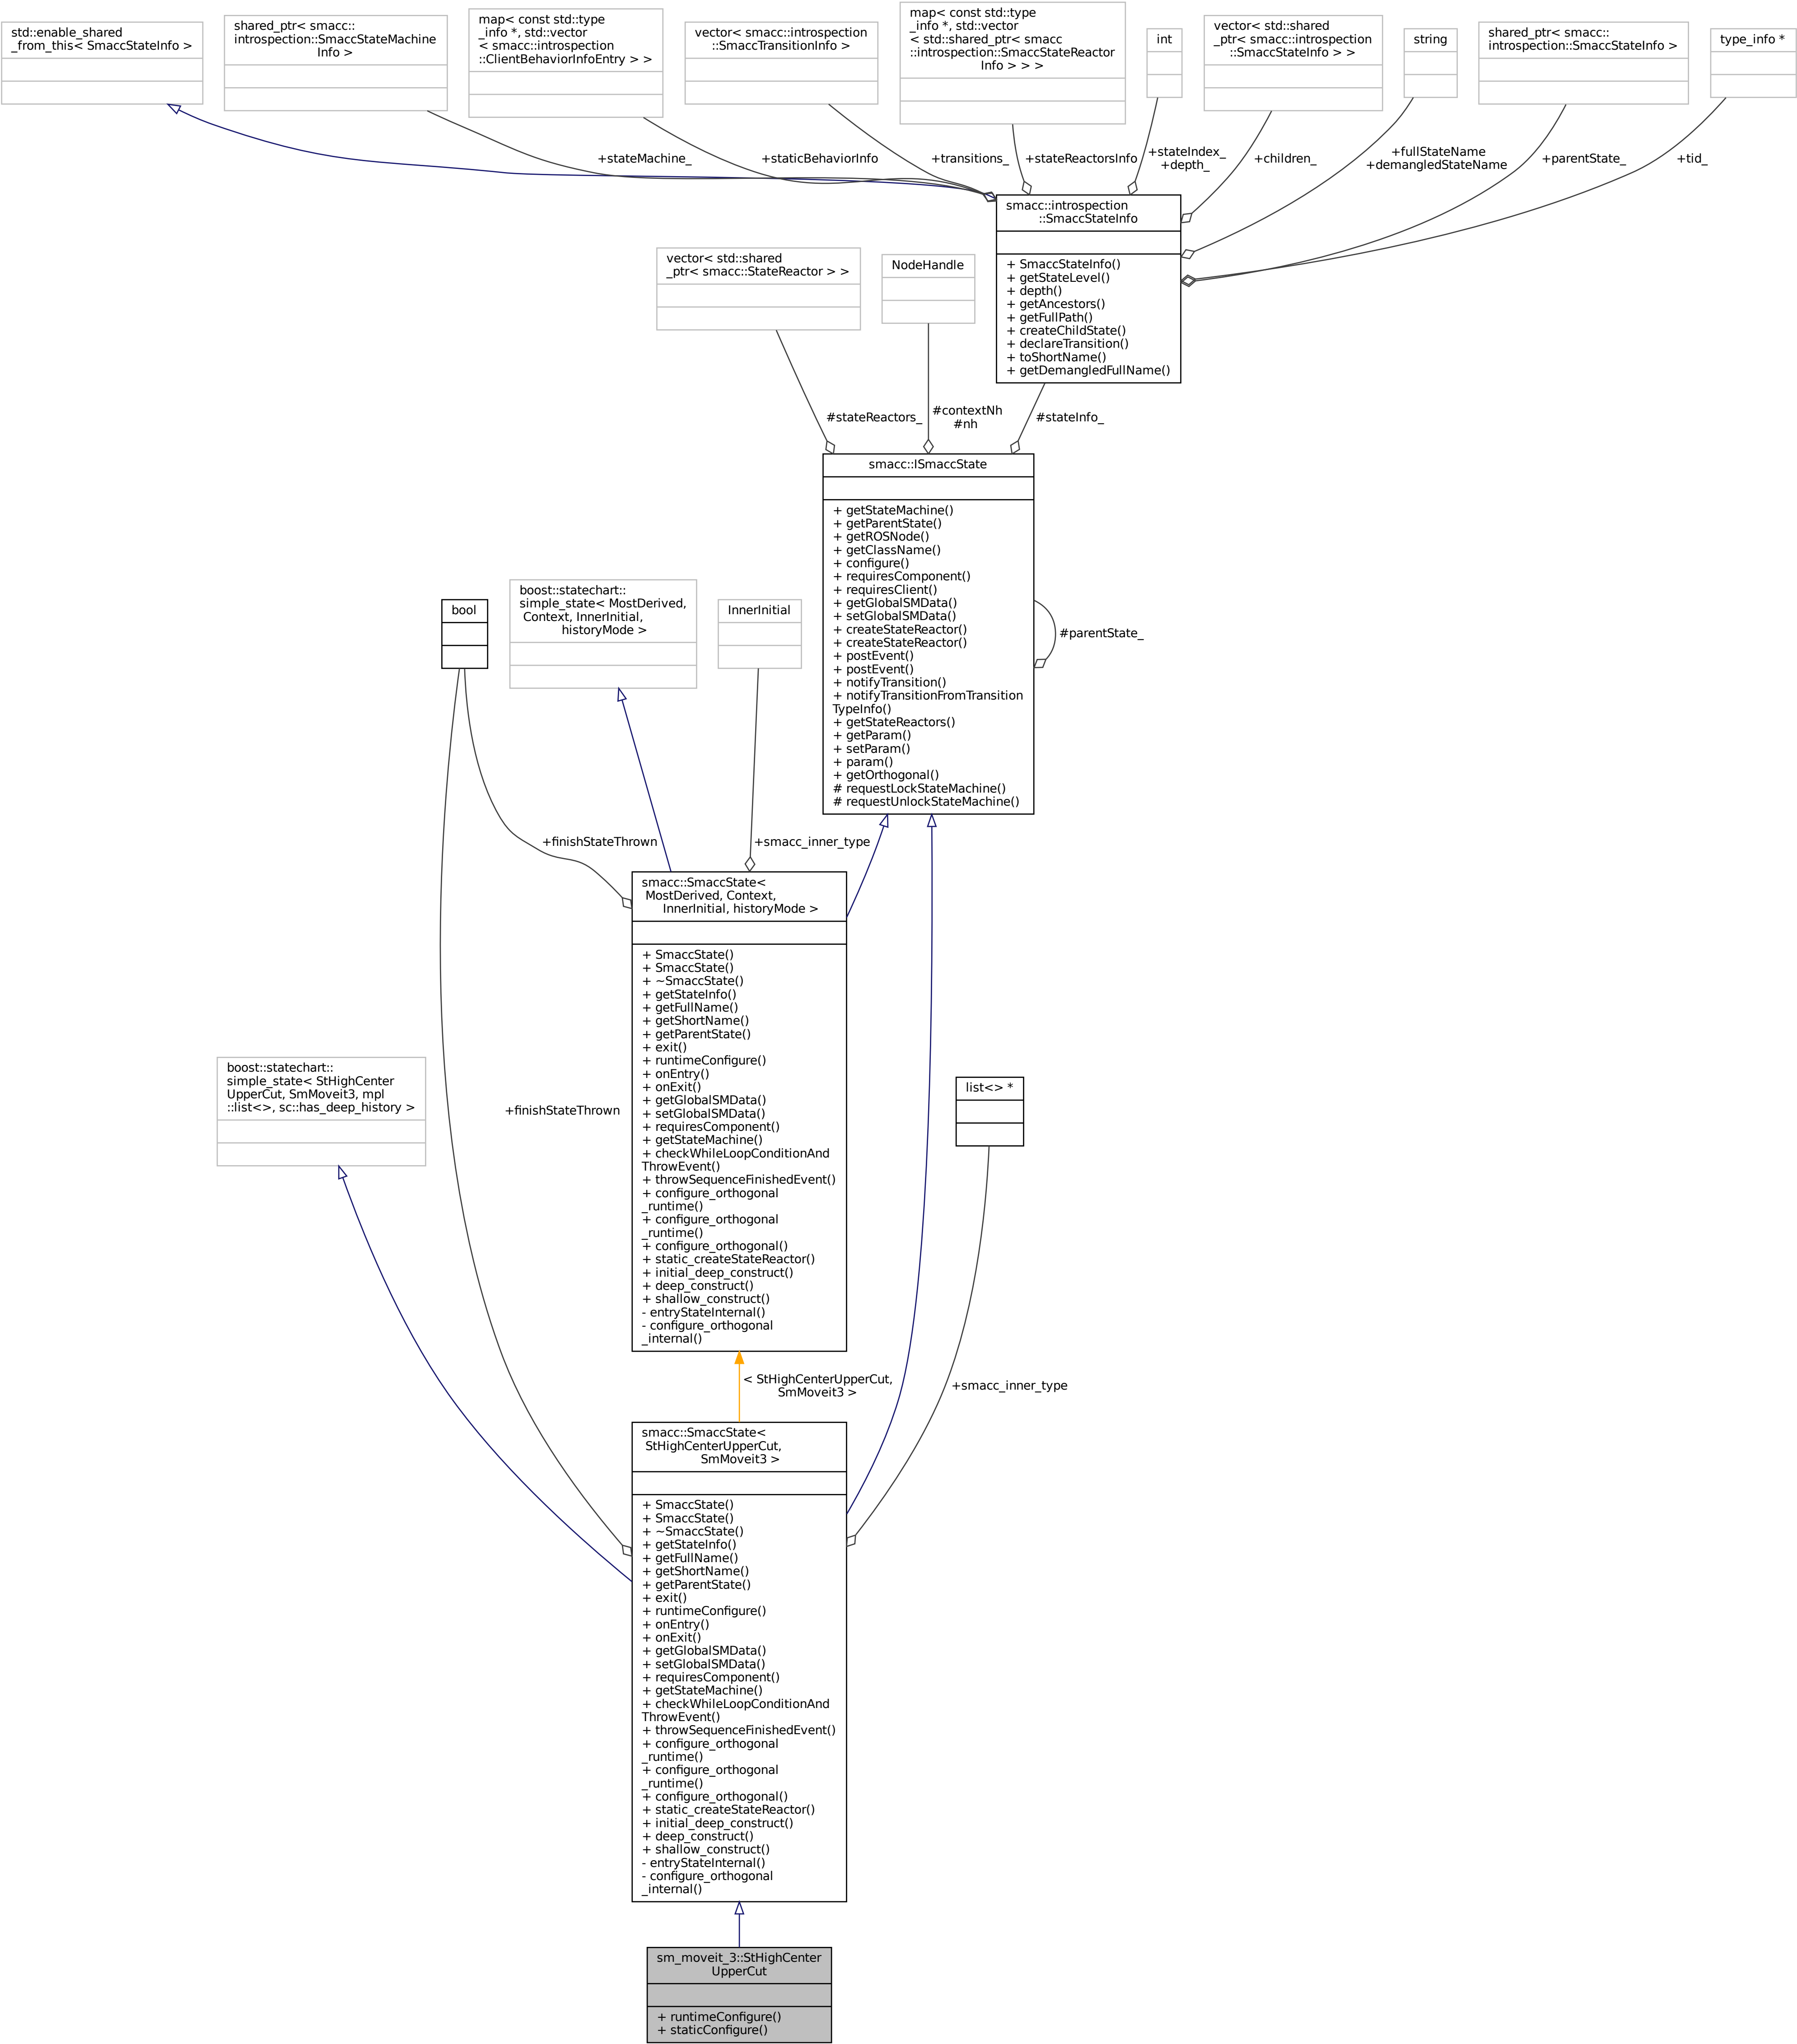 std::enable_shared
_from_this< SmaccStateInfo >
shared_ptr< smacc::
introspection::SmaccStateMachine
Info >
map< const std::type
_info *, std::vector
< smacc::introspection
::ClientBehaviorInfoEntry > >
vector< smacc::introspection
::SmaccTransitionInfo >
map< const std::type
_info *, std::vector
< std::shared_ptr< smacc
::introspection::SmaccStateReactor
Info > > >
int
vector< std::shared
_ptr< smacc::introspection
::SmaccStateInfo > >
string
shared_ptr< smacc::
introspection::SmaccStateInfo >
type_info *
+stateMachine_
+staticBehaviorInfo
+transitions_
+stateReactorsInfo
+stateIndex_
+depth_
+children_
+fullStateName
+demangledStateName
+parentState_
+tid_
smacc::introspection
::SmaccStateInfo
+ SmaccStateInfo()
+ getStateLevel()
+ depth()
+ getAncestors()
+ getFullPath()
+ createChildState()
+ declareTransition()
+ toShortName()
+ getDemangledFullName()
vector< std::shared
_ptr< smacc::StateReactor > >
NodeHandle
#stateReactors_
#contextNh
#nh
#stateInfo_
smacc::ISmaccState
+ getStateMachine()
+ getParentState()
+ getROSNode()
+ getClassName()
+ configure()
+ requiresComponent()
+ requiresClient()
+ getGlobalSMData()
+ setGlobalSMData()
+ createStateReactor()
+ createStateReactor()
+ postEvent()
+ postEvent()
+ notifyTransition()
+ notifyTransitionFromTransition
TypeInfo()
+ getStateReactors()
+ getParam()
+ setParam()
+ param()
+ getOrthogonal()
# requestLockStateMachine()
# requestUnlockStateMachine()
#parentState_
bool
boost::statechart::
simple_state< MostDerived,
Context, InnerInitial,
historyMode >
InnerInitial
+finishStateThrown
+smacc_inner_type
smacc::SmaccState<
MostDerived, Context,
InnerInitial, historyMode >
+ SmaccState()
+ SmaccState()
+ ~SmaccState()
+ getStateInfo()
+ getFullName()
+ getShortName()
+ getParentState()
+ exit()
+ runtimeConfigure()
+ onEntry()
+ onExit()
+ getGlobalSMData()
+ setGlobalSMData()
+ requiresComponent()
+ getStateMachine()
+ checkWhileLoopConditionAnd
ThrowEvent()
+ throwSequenceFinishedEvent()
+ configure_orthogonal
_runtime()
+ configure_orthogonal
_runtime()
+ configure_orthogonal()
+ static_createStateReactor()
+ initial_deep_construct()
+ deep_construct()
+ shallow_construct()
- entryStateInternal()
- configure_orthogonal
_internal()
boost::statechart::
simple_state< StHighCenter
UpperCut, SmMoveit3, mpl
::list<>, sc::has_deep_history >
+finishStateThrown
list<> *
< StHighCenterUpperCut,
SmMoveit3 >
+smacc_inner_type
smacc::SmaccState<
StHighCenterUpperCut,
SmMoveit3 >
+ SmaccState()
+ SmaccState()
+ ~SmaccState()
+ getStateInfo()
+ getFullName()
+ getShortName()
+ getParentState()
+ exit()
+ runtimeConfigure()
+ onEntry()
+ onExit()
+ getGlobalSMData()
+ setGlobalSMData()
+ requiresComponent()
+ getStateMachine()
+ checkWhileLoopConditionAnd
ThrowEvent()
+ throwSequenceFinishedEvent()
+ configure_orthogonal
_runtime()
+ configure_orthogonal
_runtime()
+ configure_orthogonal()
+ static_createStateReactor()
+ initial_deep_construct()
+ deep_construct()
+ shallow_construct()
- entryStateInternal()
- configure_orthogonal
_internal()
sm_moveit_3::StHighCenter
UpperCut
+ runtimeConfigure()
+ staticConfigure()